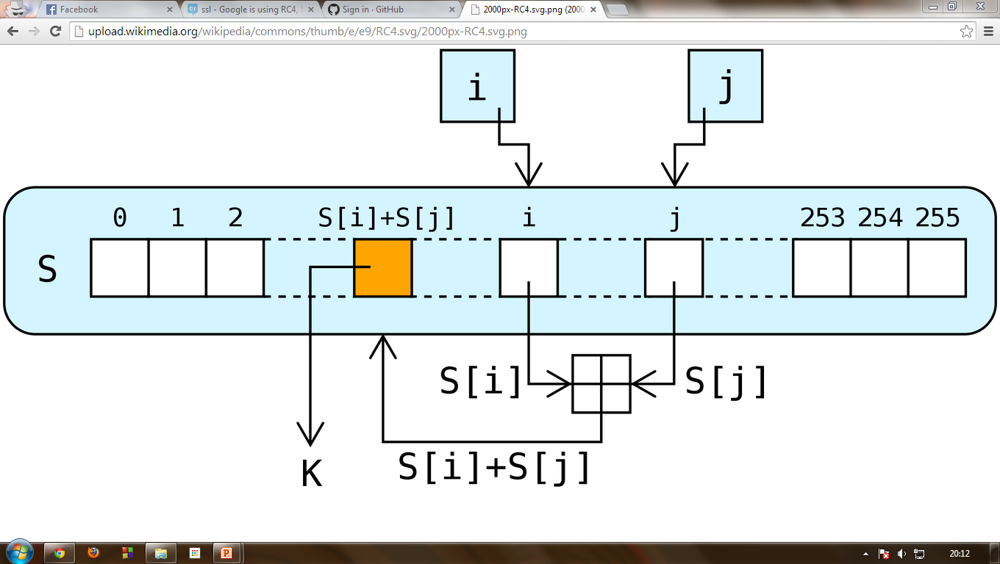 Facebook
ssl - Google is using RC4,
Sign in · GitHub
2000px-RC4.svg.png (2000
upload.wikimedia.org/wikipedia/commons/thumb/e/e9/RC4.svg/2000px-RC4.svg.png
i j
0 1 2 S[i]+S[j] i j 253 254 255
S
S[i] S[j]
S[i]+S[j]
K
20:12